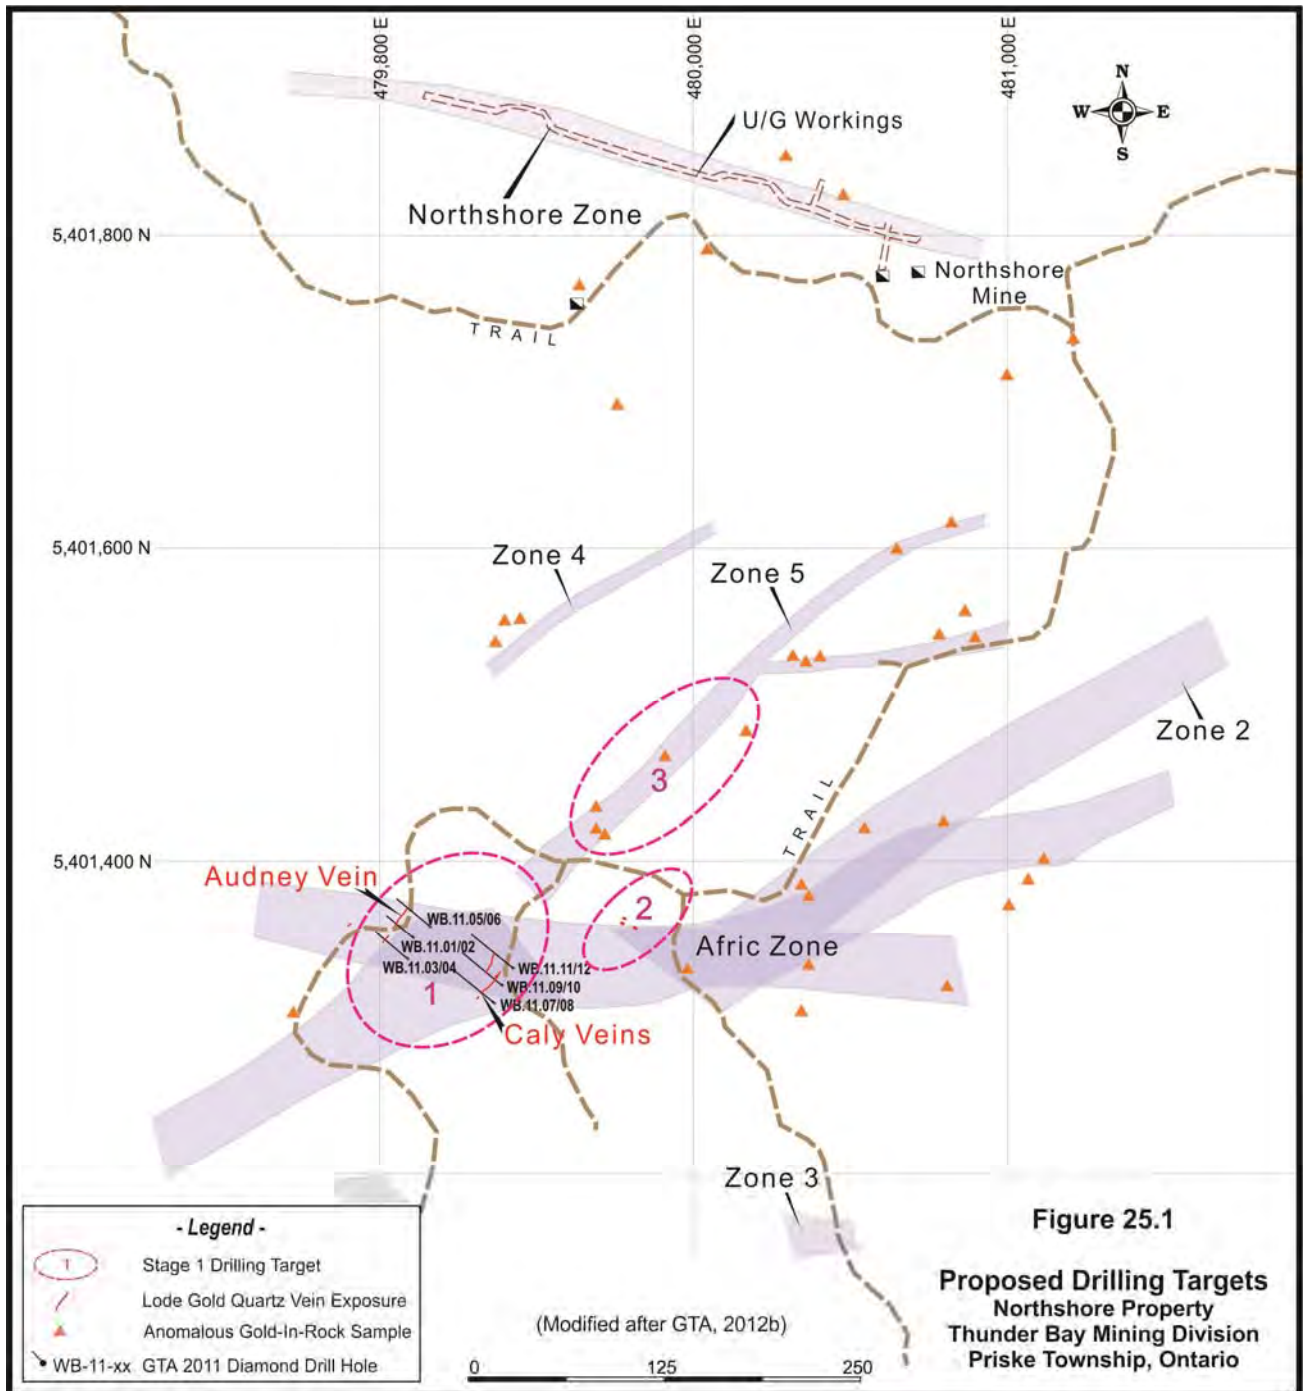 479,800 E
480,000 E
481,000 E
N
W
E
S
U/G Workings
Northshore Zone
5,401,800 N
Northshore
Mine
TRAIL
5,401,600 N
Zone 4
Zone 5
Zone 2
3
TRAIL
5,401,400 N
Audney Vein
2
WB.11.05/06
WB.11.01/02
Afric Zone
WB.11.03/04
WB.11.11/12
WB.11.09/10
1
WB.11.07/08
Caly Veins
Zone 3
- Legend -
1 Stage 1 Drilling Target
Lode Gold Quartz Vein Exposure
Anomalous Gold-In-Rock Sample
WB-11-xx GTA 2011 Diamond Drill Hole
(Modified after GTA, 2012b)
0 125 250
Figure 25.1
Proposed Drilling Targets
Northshore Property
Thunder Bay Mining Division
Priske Township, Ontario